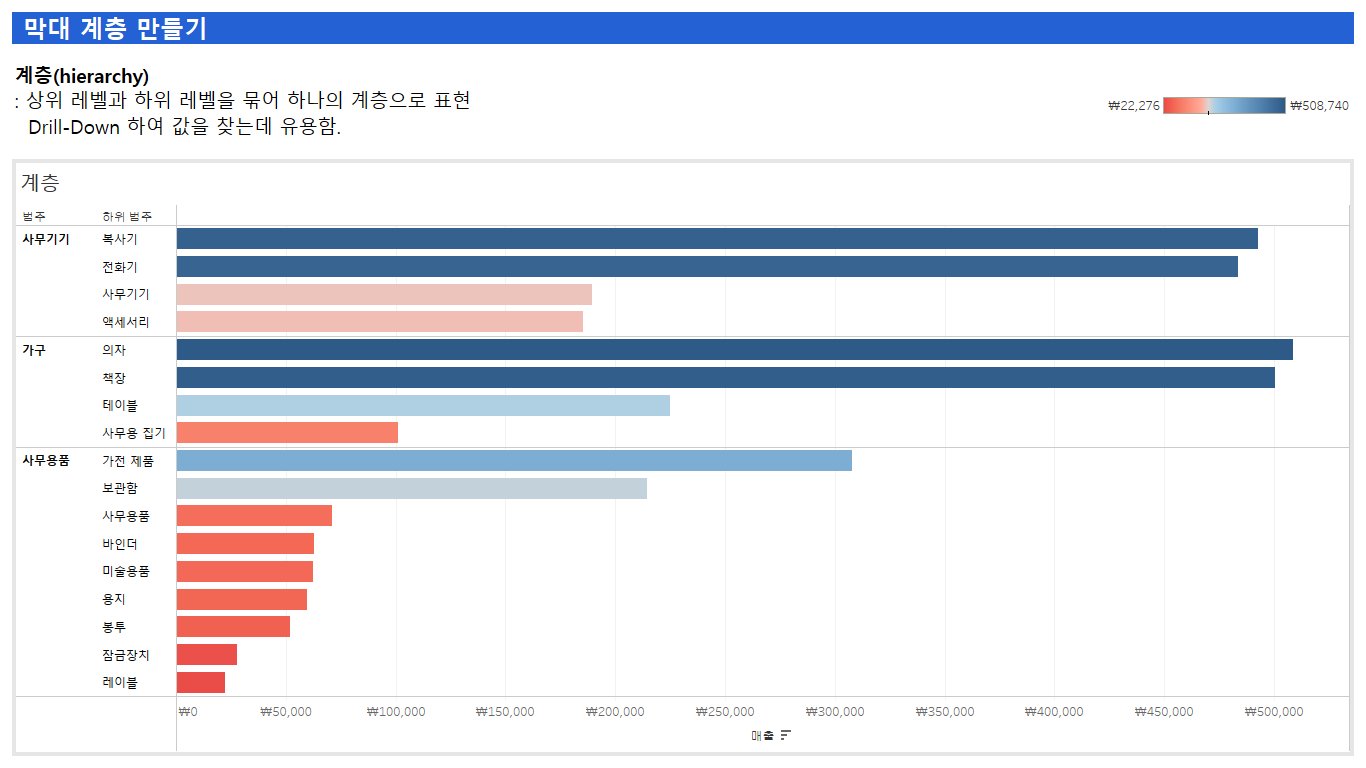 막대 계층 만들기
계층(hierarchy)
: 상위 레벨과 하위 레벨을 묶어 하나의 계층으로 표현
Drill-Down 하여 값을 찾는데 유용함.
₩22,276 ₩508,740
계층
범주 하위 범주
사무기기 복사기
전화기
사무기기
액세서리
가구 의자
책장
테이블
사무용 집기
사무용품 가전 제품
보관함
사무용품
바인더
미술용품
용지
봉투
잠금장치
레이블
₩0 ₩50,000 ₩100,000 ₩150,000 ₩200,000 ₩250,000 ₩300,000 ₩350,000 ₩400,000 ₩450,000 ₩500,000
매출